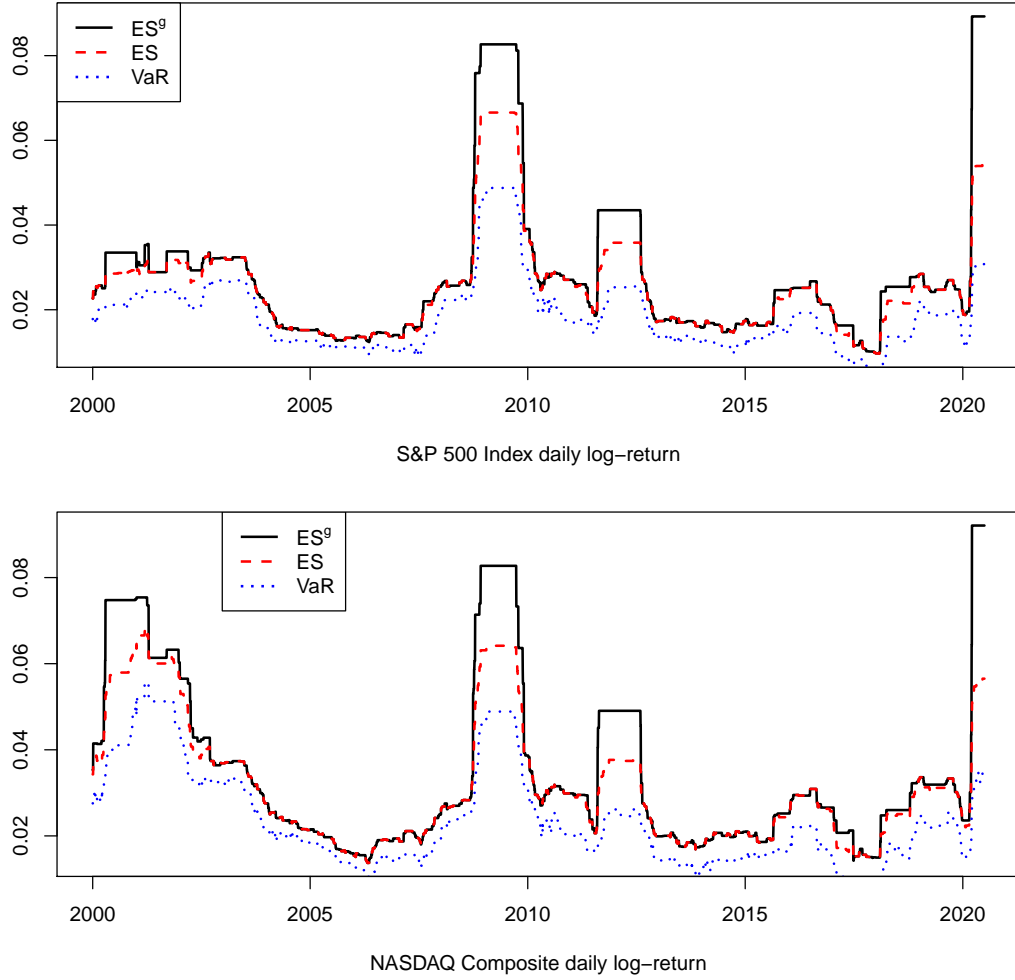 ESg
ES
VaR
0.08
0.06
0.04
0.02
2000 2005 2010 2015 2020
S&P 500 Index daily log−return
ESg
ES
VaR
0.08
0.06
0.04
0.02
2000 2005 2010 2015 2020
NASDAQ Composite daily log−return